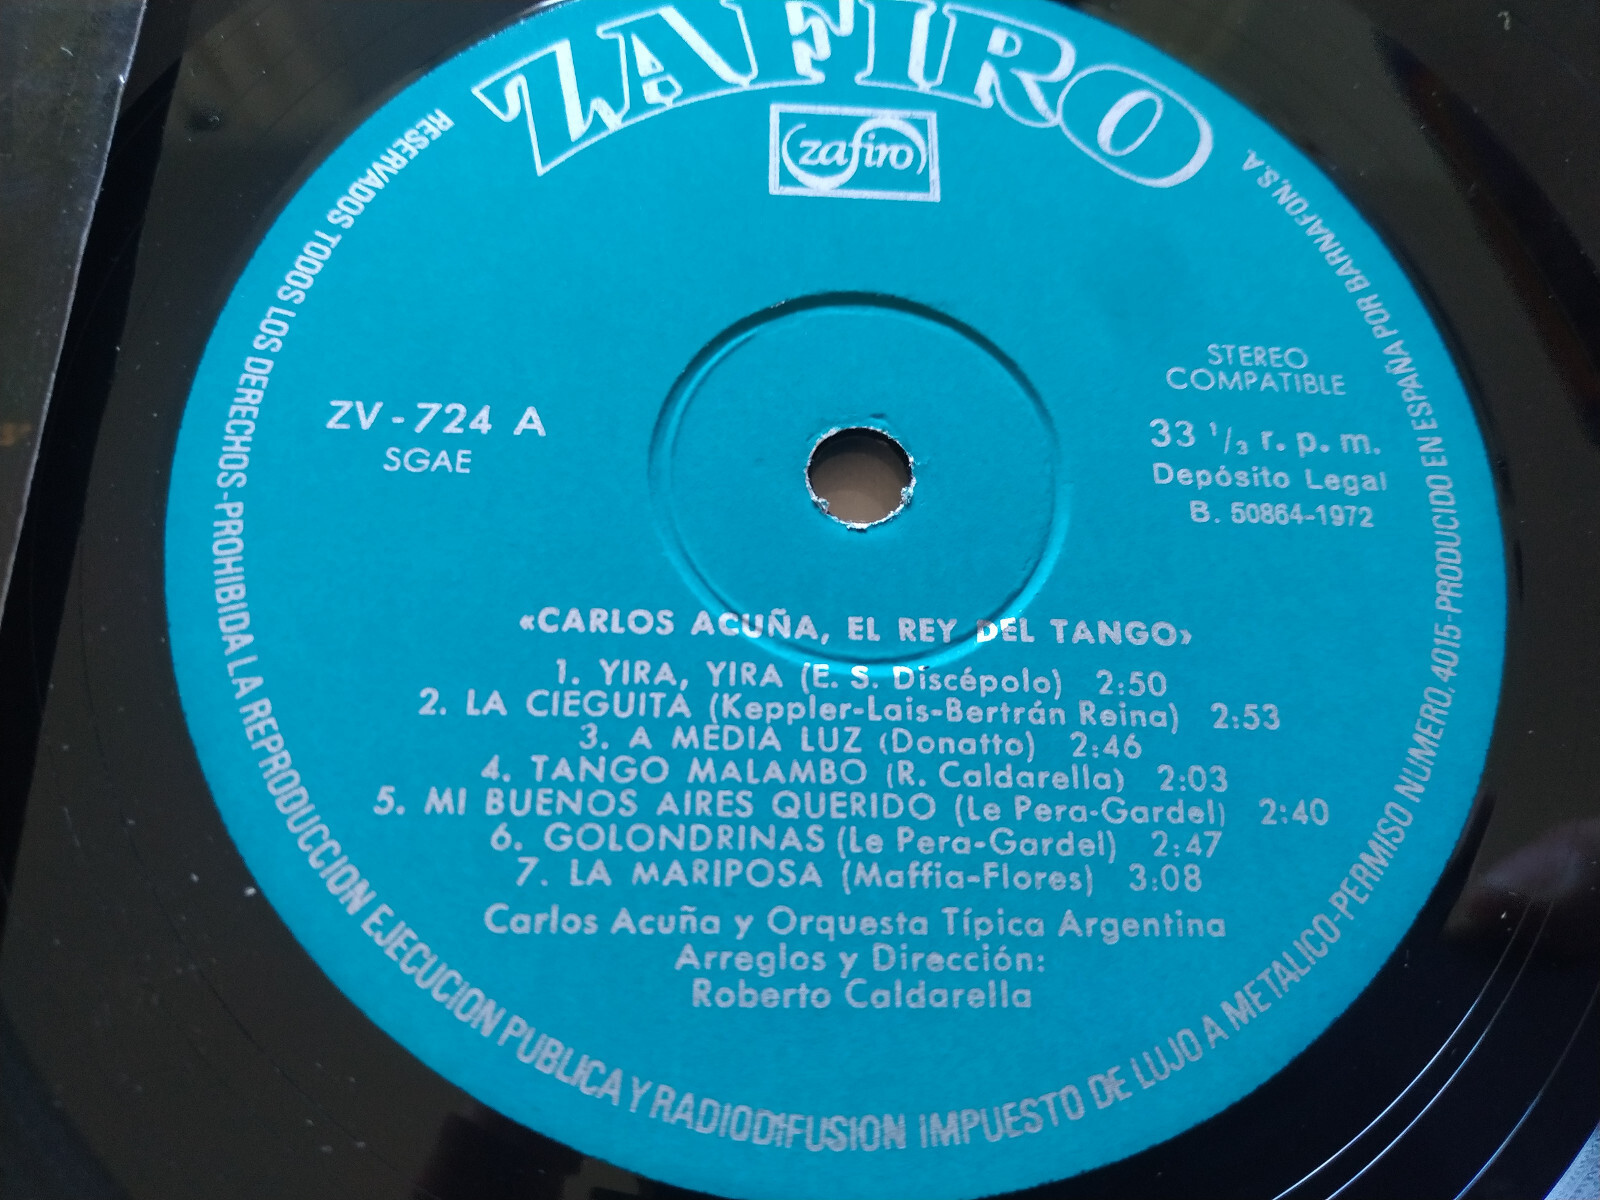 ZAFIRO
zafiro
RESERVADOS TODOS LOS DERECHOS-PROHIBIDA LA REPRODUCCION EJECUCION PUBLICA Y RADIODIFUSION IMPUESTO DE LUJO A METALICO-PERMISO NUMERO, 4015-PRODUCIDO EN ESPAÑA POR BARNAFON, S.A.
STEREO
COMPATIBLE
ZV - 724 A
SGAE
33 1/3 r. p. m.
Depósito Legal
B. 50864-1972
«CARLOS ACUÑA, EL REY DEL TANGO»
1. YIRA, YIRA (E. S. Discépolo) 2:50
2. LA CIEGUITA (Keppler-Lais-Bertrán Reina) 2:53
3. A MEDIA LUZ (Donatto) 2:46
4. TANGO MALAMBO (R. Caldarella) 2:03
5. MI BUENOS AIRES QUERIDO (Le Pera-Gardel) 2:40
6. GOLONDRINAS (Le Pera-Gardel) 2:47
7. LA MARIPOSA (Maffia-Flores) 3:08
Carlos Acuña y Orquesta Típica Argentina
Arreglos y Dirección:
Roberto Caldarella